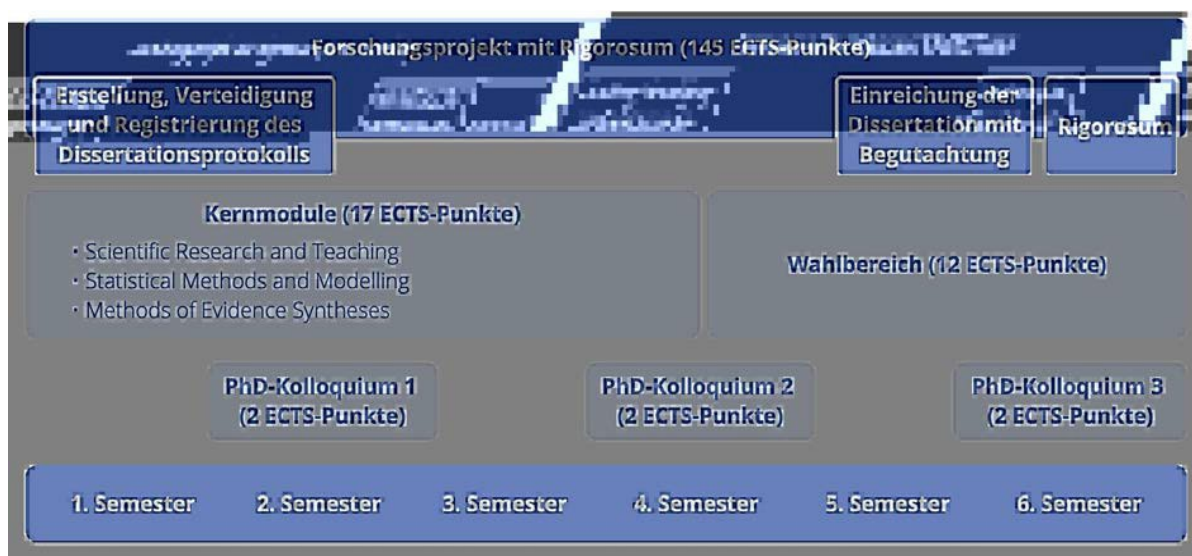 Forschungsprojekt mit Rigorosum (145 ECTS-Punkte)
Erstellung, Verteidigung
und Registrierung des
Dissertationsprotokolls
Einreichung der
Dissertation mit
Begutachtung
Rigorosum
Kernmodule (17 ECTS-Punkte)
· Scientific Research and Teaching
· Statistical Methods and Modelling
· Methods of Evidence Syntheses
Wahlbereich (12 ECTS-Punkte)
PhD-Kolloquium 1
(2 ECTS-Punkte)
PhD-Kolloquium 2
(2 ECTS-Punkte)
PhD-Kolloquium 3
(2 ECTS-Punkte)
1. Semester 2. Semester 3. Semester 4. Semester 5. Semester 6. Semester